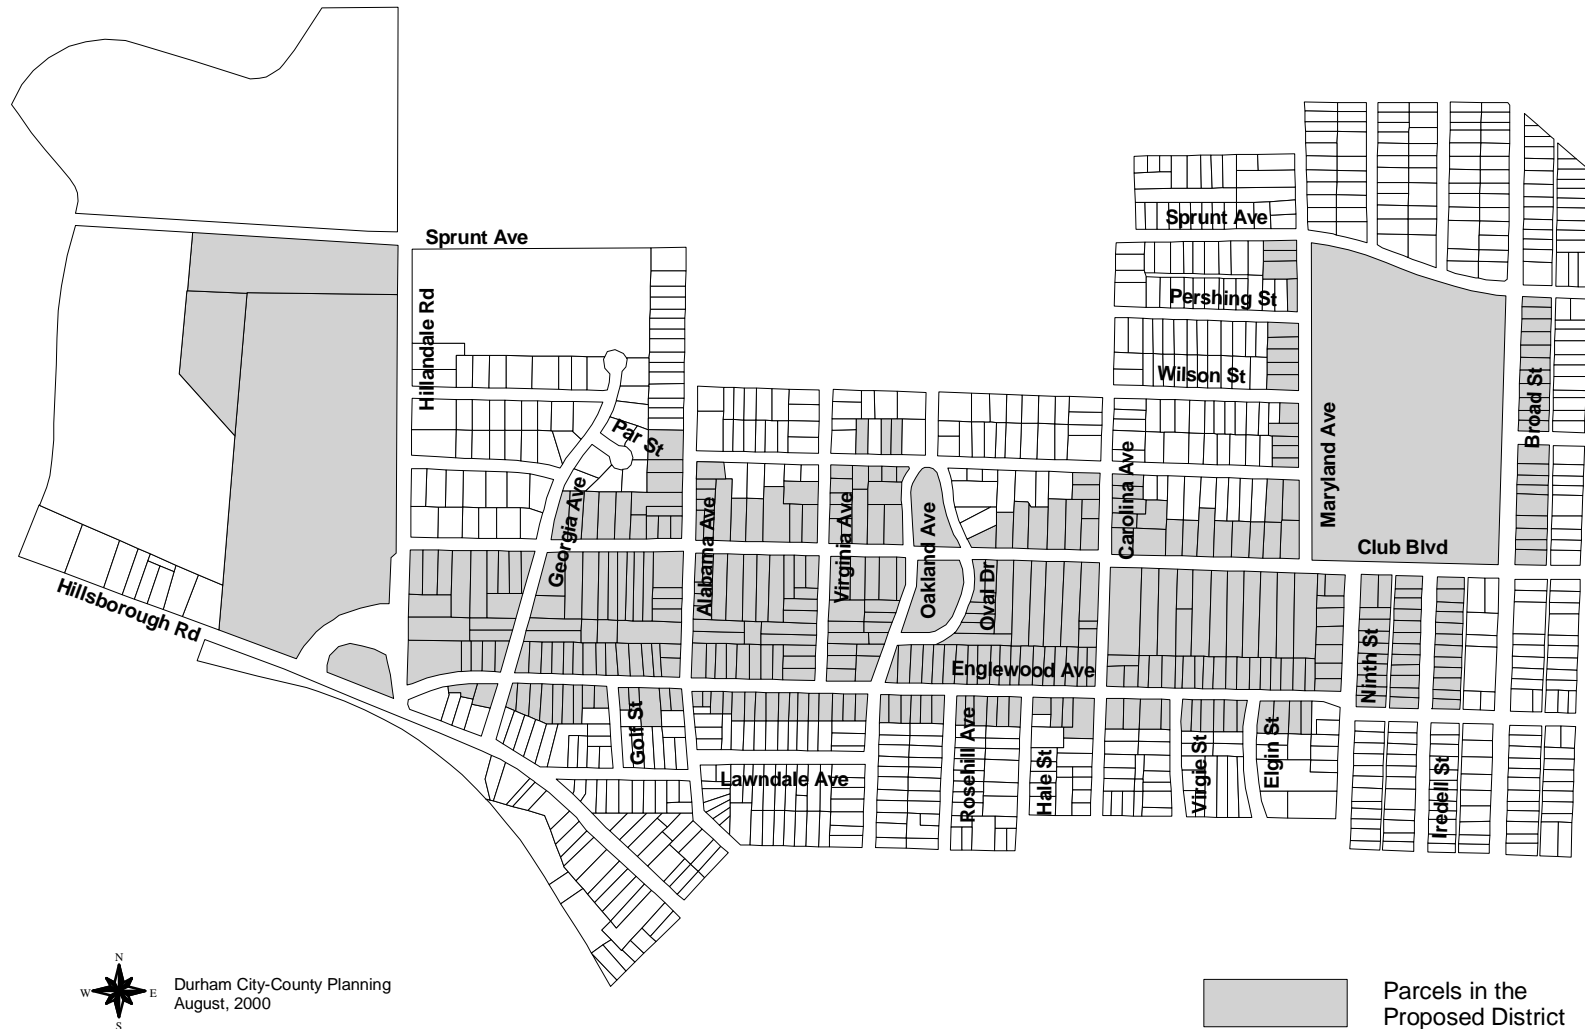 Sprunt Ave
Sprunt Ave
Hillandale Rd
Pershing St
Wilson St
Broad St
Par St
Maryland Ave
Carolina Ave
Georgia Ave
Alabama Ave
Virginia Ave
Oakland Ave
Oval Dr
Club Blvd
Hillsborough Rd
Englewood Ave
Ninth St
Golf St
Rosehill Ave
Hale St
Virgie St
Elgin St
Iredell St
Lawndale Ave
N
W
E
S
Durham City-County Planning
August, 2000
Parcels in the
Proposed District